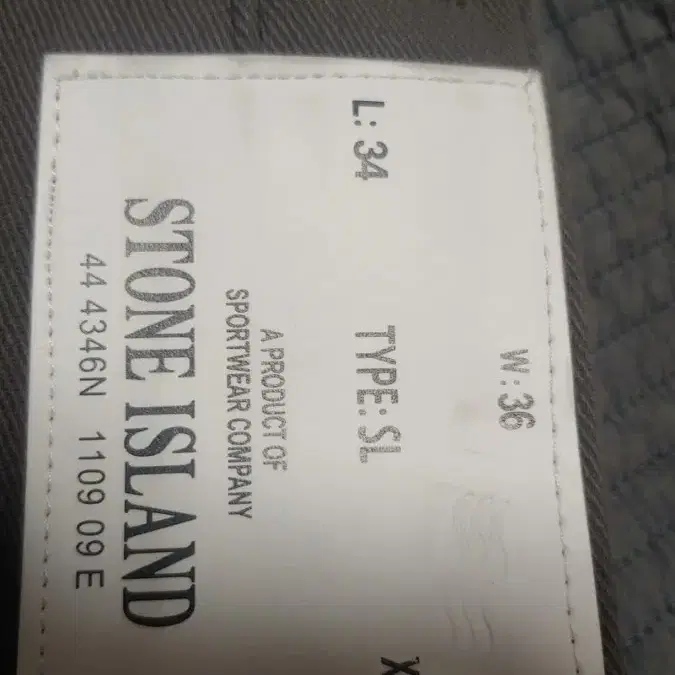 W: 36
L: 34 TYPE: SL X
A PRODUCT OF
SPORTWEAR COMPANY
STONE ISLAND
44 4346N 1109 09 E